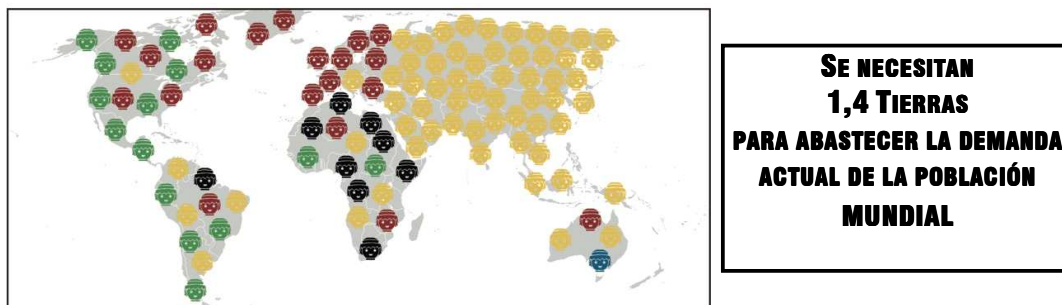 SE NECESITAN
1,4 TIERRAS
PARA ABASTECER LA DEMANDA
ACTUAL DE LA POBLACIÓN
MUNDIAL